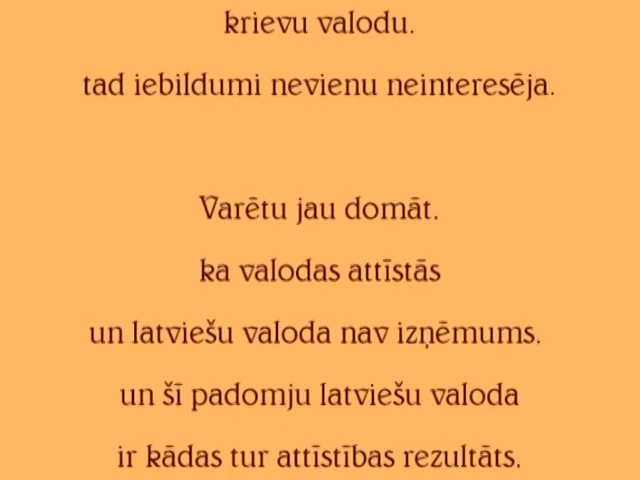 krievu valodu,
tad iebildumi nevienu neinteresēja.
Varētu jau domāt,
ka valodas attīstās
un latviešu valoda nav izņēmums,
un šī padomju latviešu valoda
ir kādas tur attīstības rezultāts,